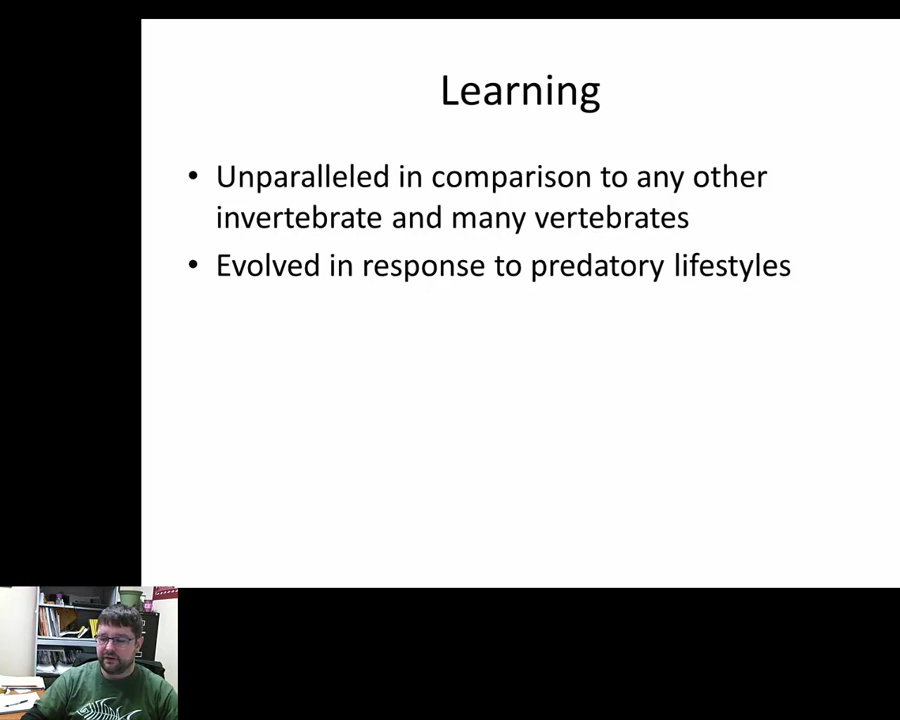 Learning
• Unparalleled in comparison to any other
invertebrate and many vertebrates
• Evolved in response to predatory lifestyles